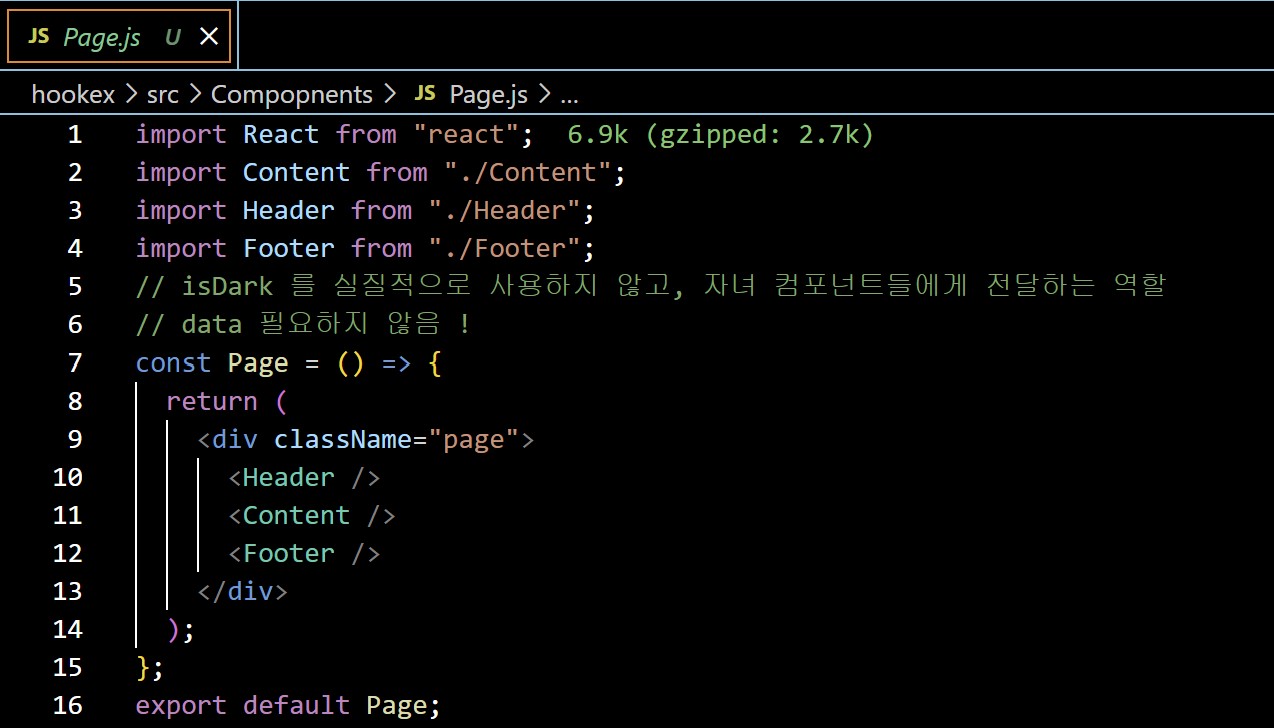 JS Page.js U ×
hookex > src > Compopnents > JS Page.js > ...
1 import React from "react"; 6.9k (gzipped: 2.7k)
2 import Content from "./Content";
3 import Header from "./Header";
4 import Footer from "./Footer";
5 // isDark 를 실질적으로 사용하지 않고, 자녀 컴포넌트들에게 전달하는 역할
6 // data 필요하지 않음 !
7 const Page = () => {
8 return (
9 <div className="page">
10 <Header />
11 <Content />
12 <Footer />
13 </div>
14 );
15 };
16 export default Page;